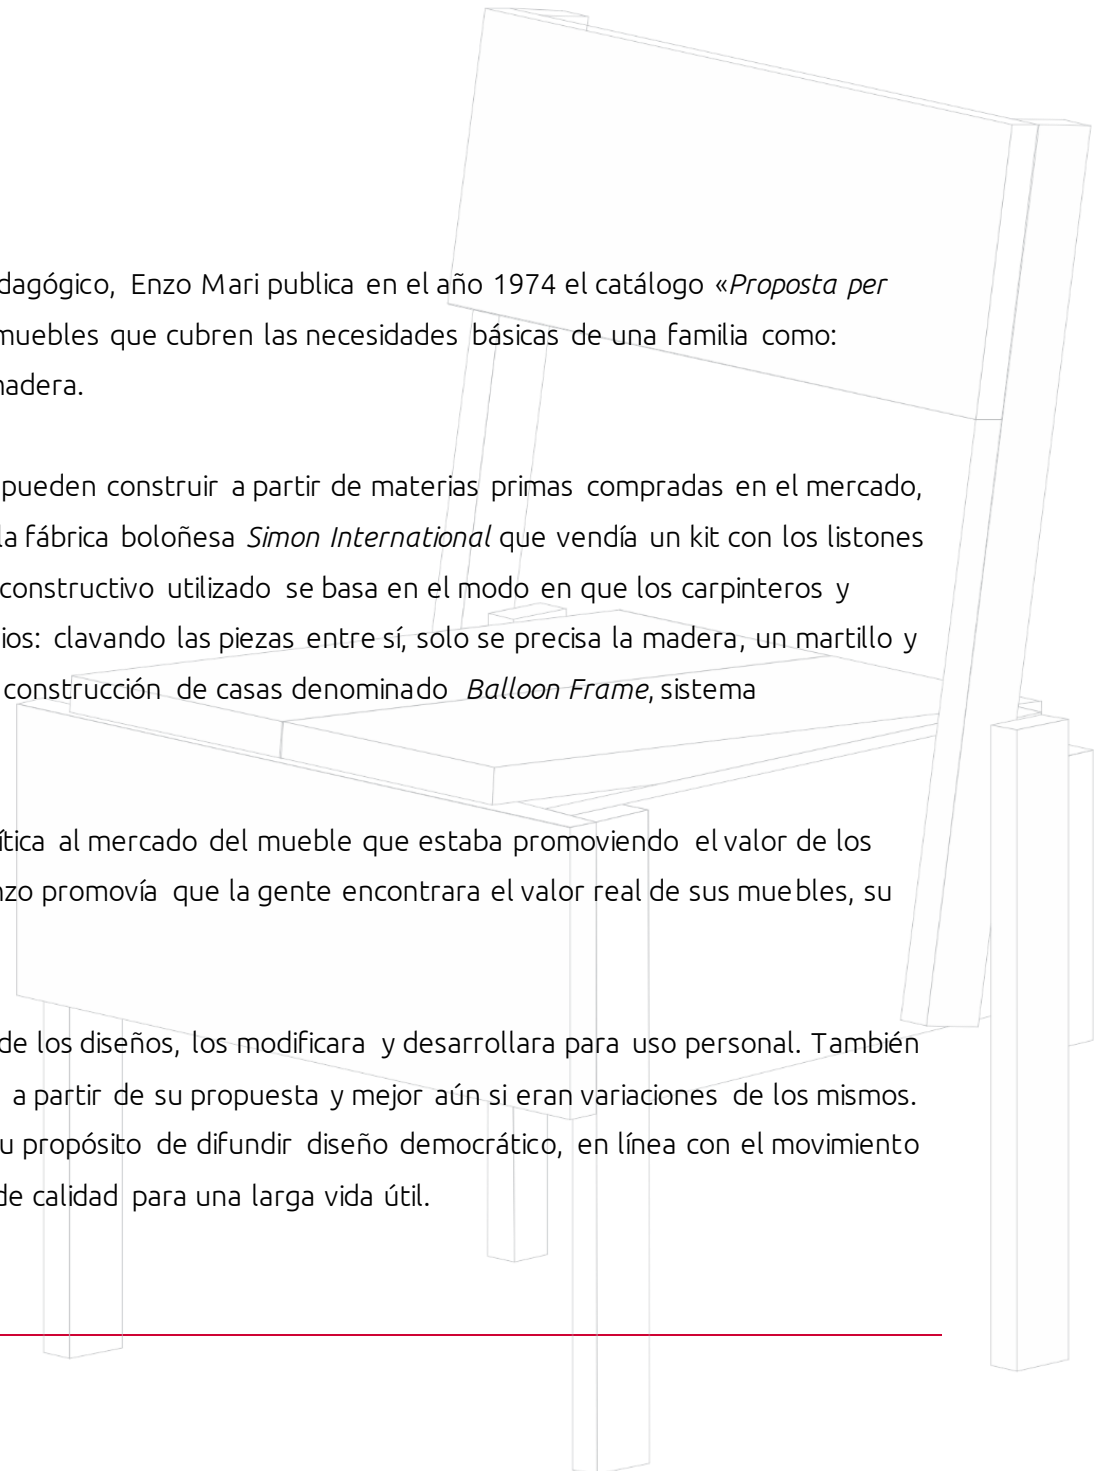 dagógico, Enzo Mari publica en el año 1974 el catálogo «Proposta per
muebles que cubren las necesidades básicas de una familia como:
adera.
pueden construir a partir de materias primas compradas en el mercado,
la fábrica boloñesa Simon International que vendía un kit con los listones
constructivo utilizado se basa en el modo en que los carpinteros y
ios: clavando las piezas entre sí, solo se precisa la madera, un martillo y
construcción de casas denominado Balloon Frame, sistema
ítica al mercado del mueble que estaba promoviendo el valor de los
nzo promovía que la gente encontrara el valor real de sus muebles, su
de los diseños, los modificara y desarrollara para uso personal. También
a partir de su propuesta y mejor aún si eran variaciones de los mismos.
u propósito de difundir diseño democrático, en línea con el movimiento
de calidad para una larga vida útil.